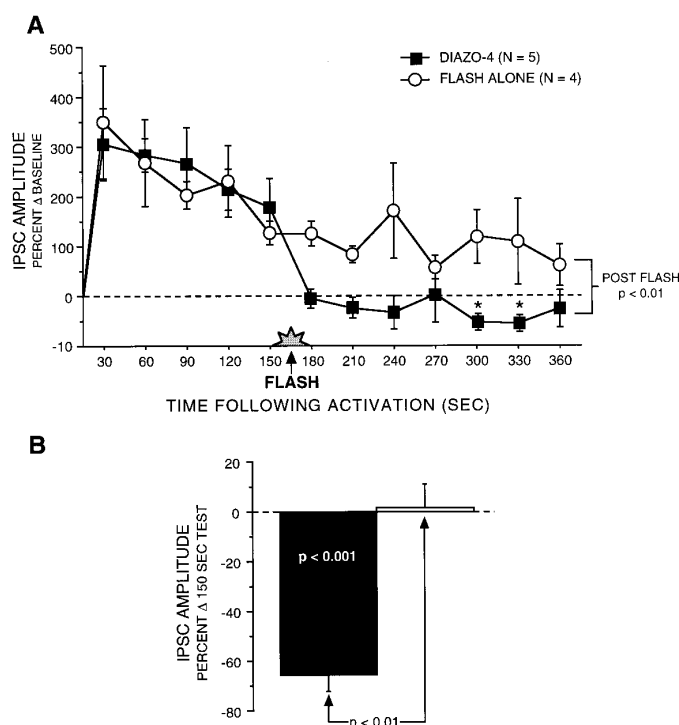 A
500
400
300
200
100
0
-10
IPSC AMPLITUDE
PERCENT Δ BASELINE
DIAZO-4 (N = 5)
FLASH ALONE (N = 4)
* *
POST FLASH
p < 0.01
30 60 90 120 150 180 210 240 270 300 330 360
FLASH
TIME FOLLOWING ACTIVATION (SEC)
B
20
0
-20
-40
-60
-80
IPSC AMPLITUDE
PERCENT Δ 150 SEC TEST
p < 0.001
p < 0.01